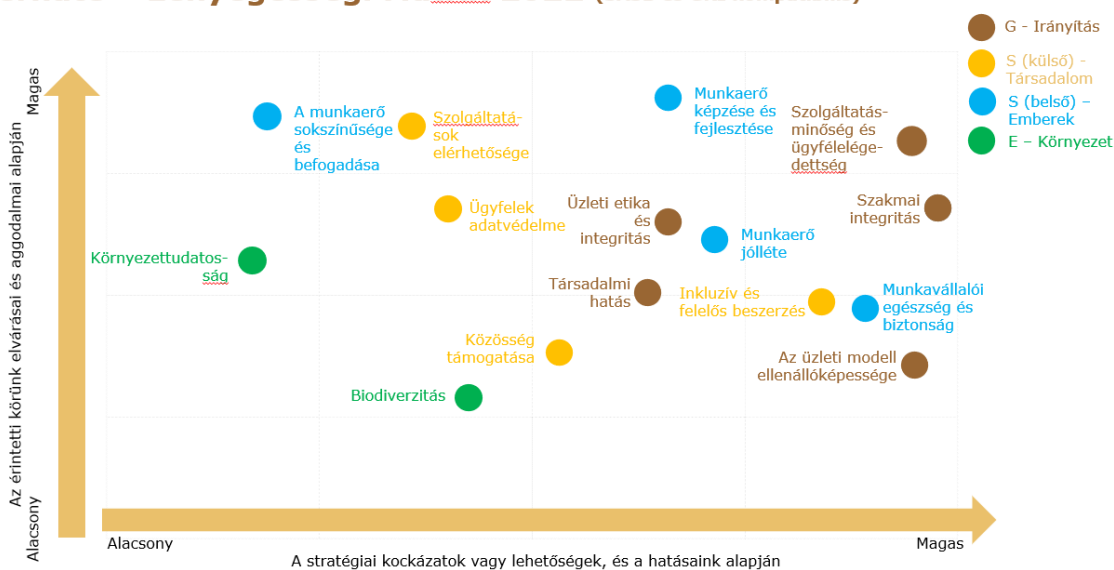 Lényegességi
2022
G - Irányítás
S (külső) -
Társadalom
S (belső) –
Emberek
E – Környezet
Magas
Az érintetti körünk elvárásai és aggodalmai alapján
Alacsony
A munkaerő
sokszínűsége
és
befogadása
Szolgáltatá-
sok
elérhetősége
Munkaerő
képzése és
fejlesztése
Szolgáltatás-
minőség és
ügyfélelége-
dettség
Ügyfelek
adatvédelme
Üzleti etika
és
integritás
Szakmai
integritás
Munkaerő
jólléte
Környezettudatos-
ság
Társadalmi
hatás
Inkluzív és
felelős beszerzés
Munkavállalói
egészség és
biztonság
Közösség
támogatása
Az üzleti modell
ellenállóképessége
Biodiverzitás
Alacsony
Magas
A stratégiai kockázatok vagy lehetőségek, és a hatásaink alapján